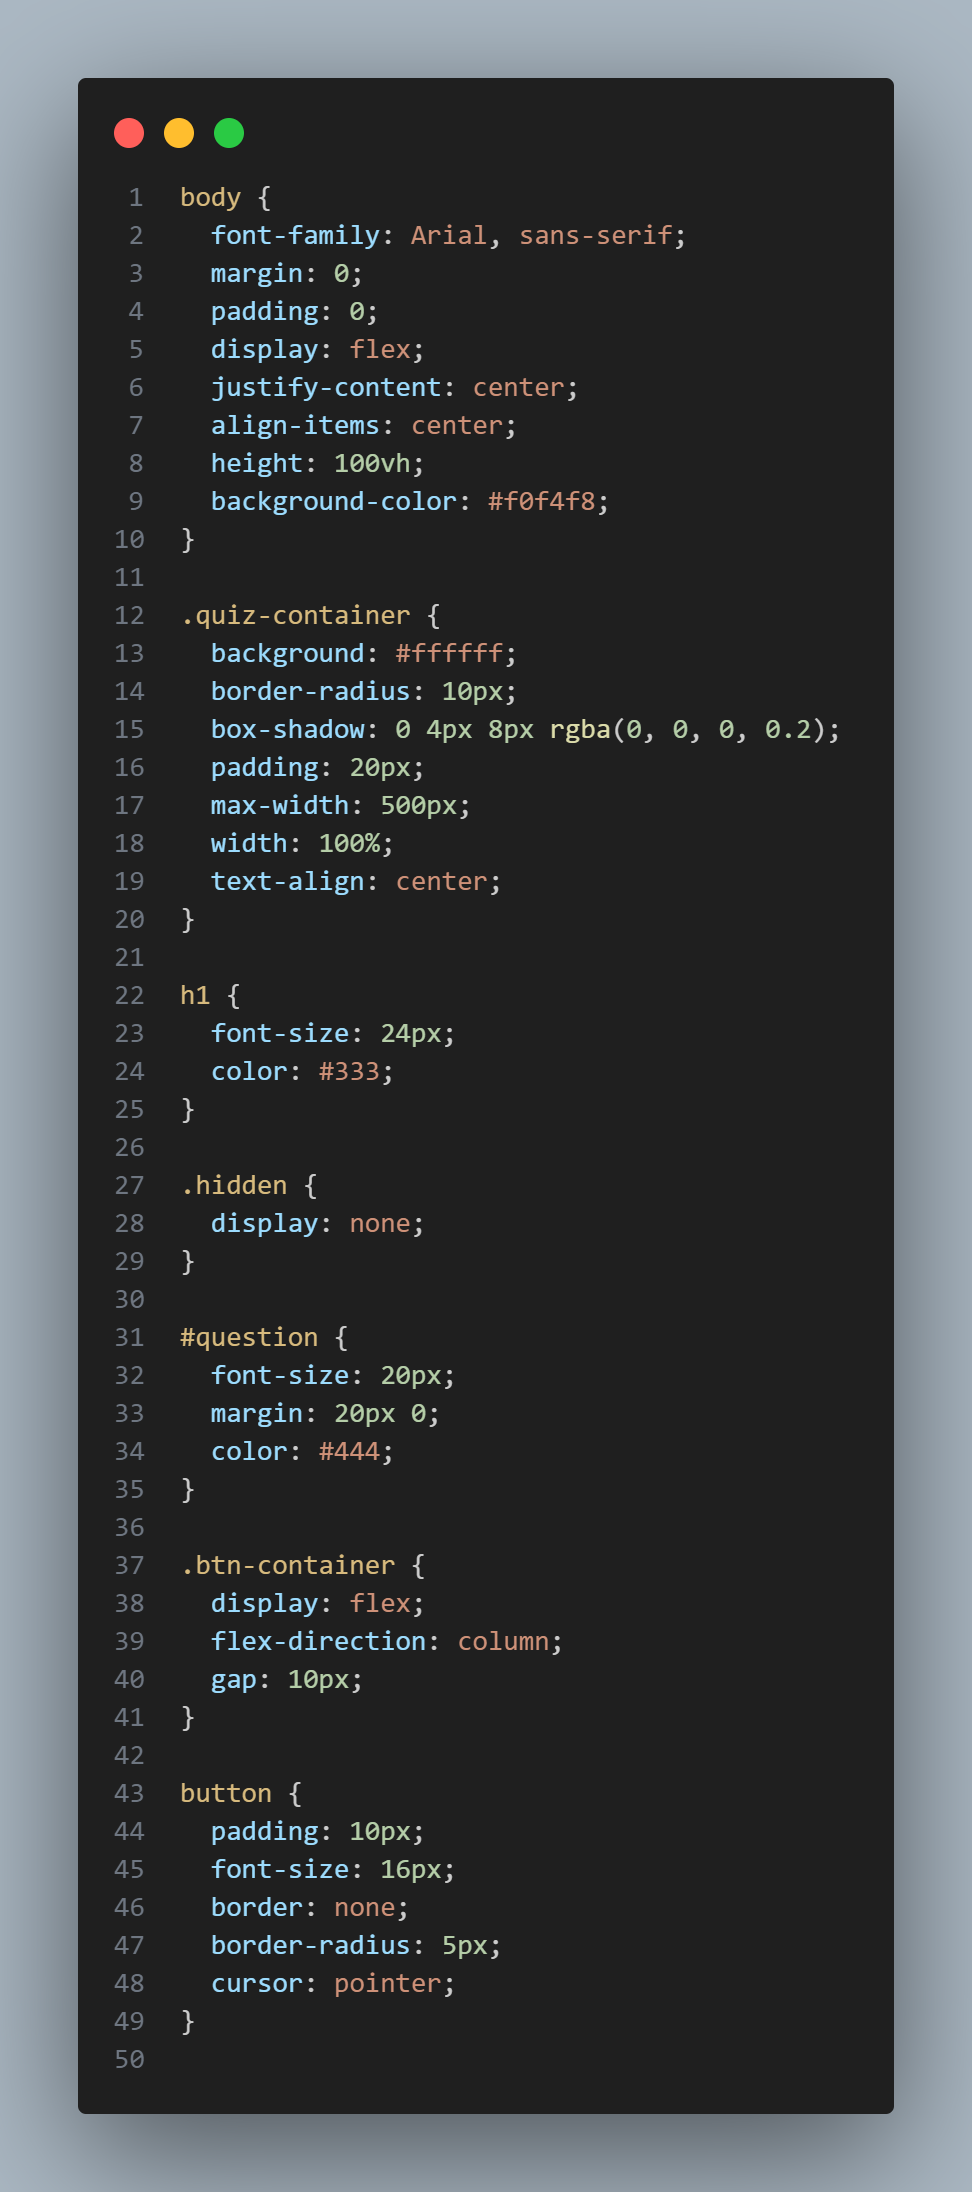 1 body {
2   font-family: Arial, sans-serif;
3   margin: 0;
4   padding: 0;
5   display: flex;
6   justify-content: center;
7   align-items: center;
8   height: 100vh;
9   background-color: #f0f4f8;
10 }
11
12 .quiz-container {
13   background: #ffffff;
14   border-radius: 10px;
15   box-shadow: 0 4px 8px rgba(0, 0, 0, 0.2);
16   padding: 20px;
17   max-width: 500px;
18   width: 100%;
19   text-align: center;
20 }
21
22 h1 {
23   font-size: 24px;
24   color: #333;
25 }
26
27 .hidden {
28   display: none;
29 }
30
31 #question {
32   font-size: 20px;
33   margin: 20px 0;
34   color: #444;
35 }
36
37 .btn-container {
38   display: flex;
39   flex-direction: column;
40   gap: 10px;
41 }
42
43 button {
44   padding: 10px;
45   font-size: 16px;
46   border: none;
47   border-radius: 5px;
48   cursor: pointer;
49 }
50